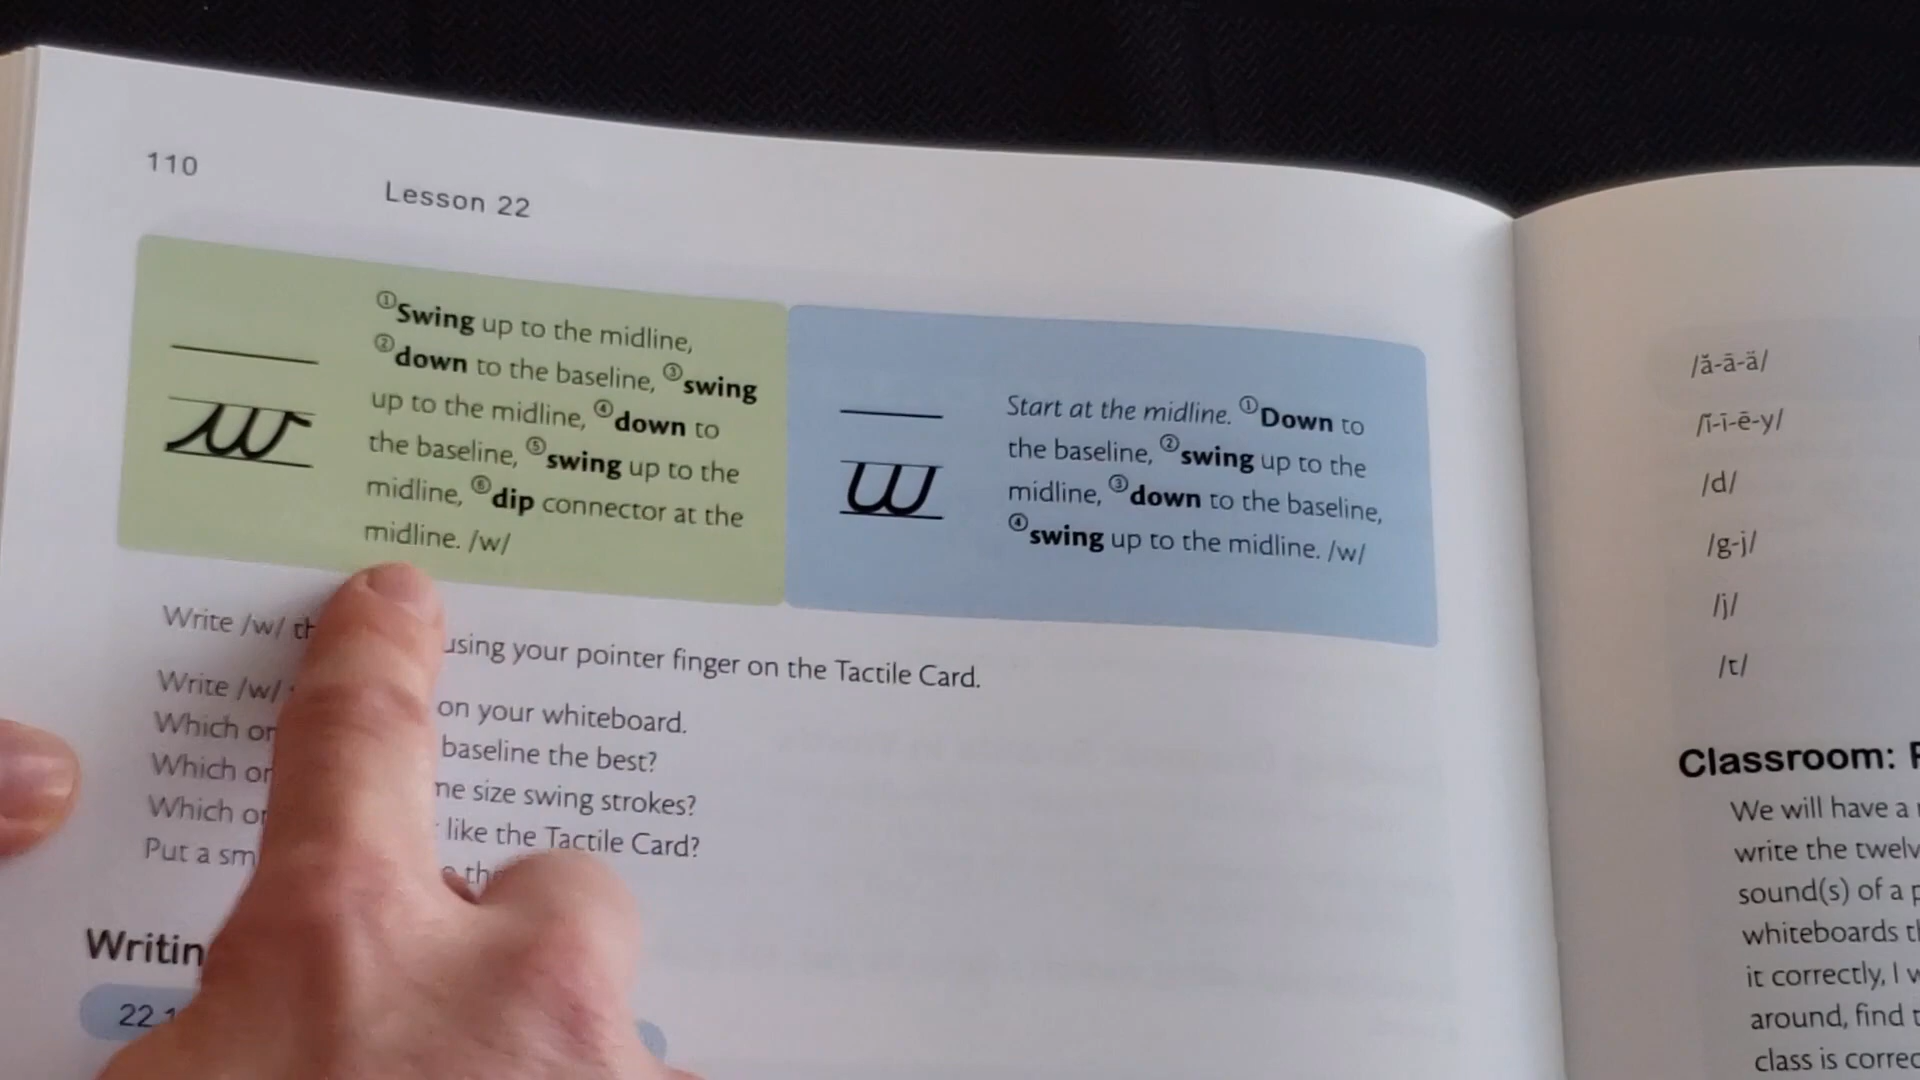 110
Lesson 22
①Swing up to the midline,
②down to the baseline, ③swing
up to the midline, ④down to
the baseline, ⑤swing up to the
midline, ⑥dip connector at the
midline. /w/
w
Start at the midline. ①Down to
the baseline, ②swing up to the
midline, ③down to the baseline,
④swing up to the midline. /w/
w
Write /w/ using your pointer finger on the Tactile Card.
Write /w/ on your whiteboard.
Which baseline the best?
Which size swing strokes?
Which like the Tactile Card?
Put a
22.1
/ă-ā-ä/
/ĭ-ī-ē-y/
/d/
/g-j/
/j/
/t/
Classroom:
We will have a
write the
sound(s) of a
whiteboards
it correctly, I
around, find
class is